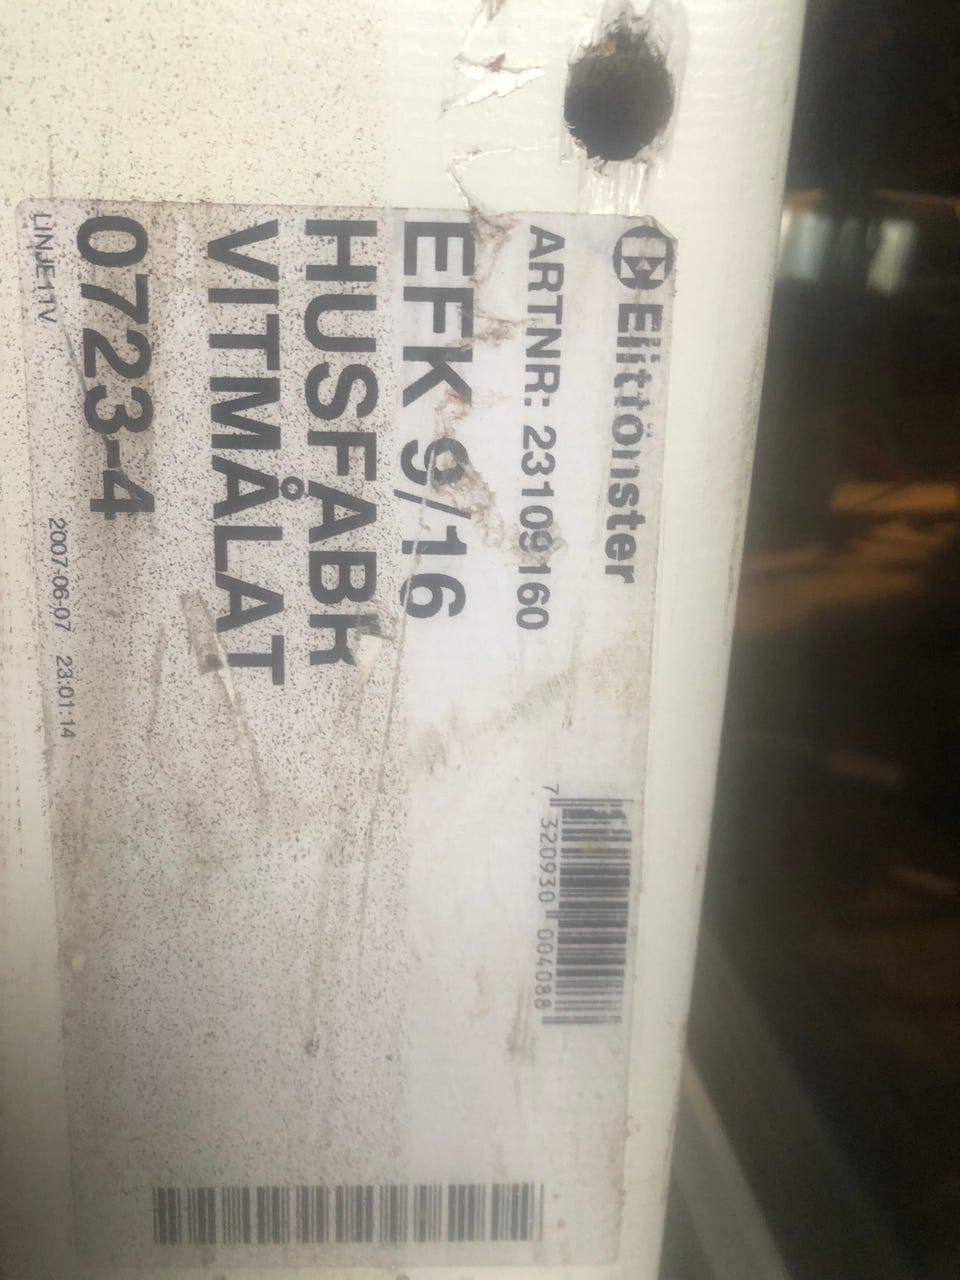 Elitfönster
ARTNR: 23109160
7 320930 004088
EFK 9/16
HUSFABR
VITMÅLAT
0723-4
LINJE11V 2007-06-07 23:01:14